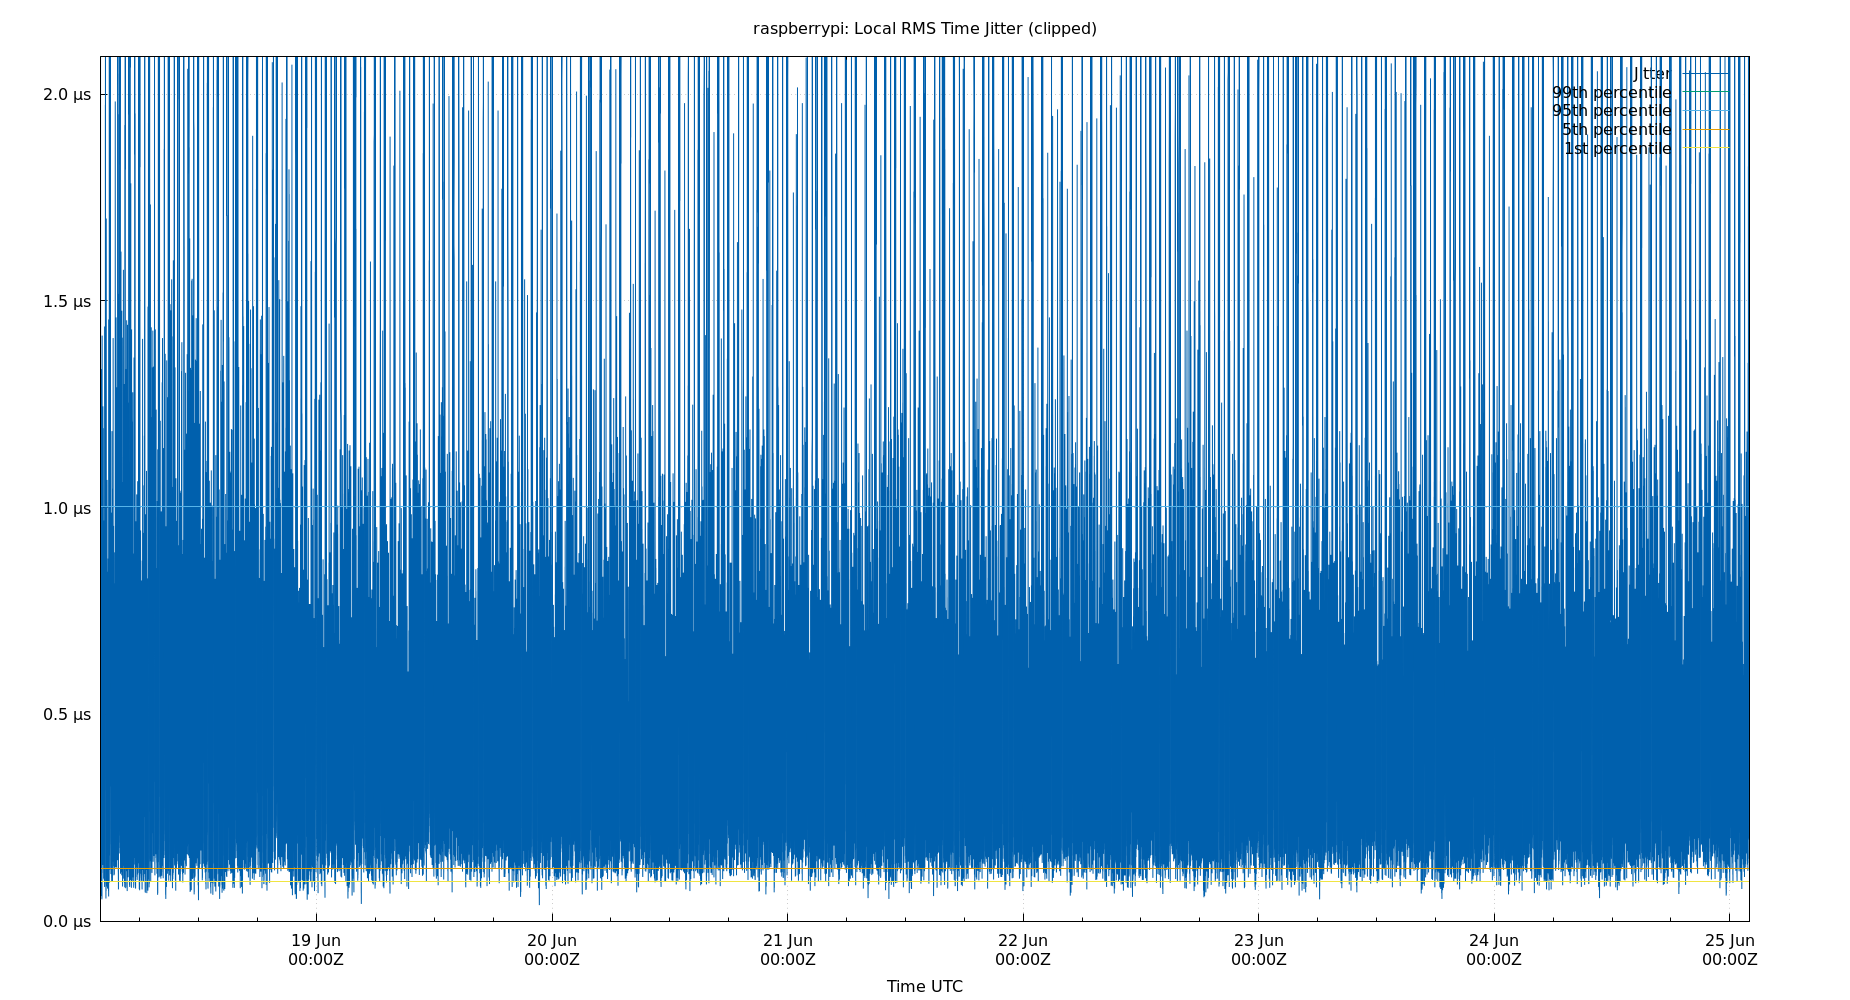 raspberrypi: Local RMS Time Jitter (clipped)
Jitter
99th percentile
95th percentile
5th percentile
1st percentile
2.0 µs
1.5 µs
1.0 µs
0.5 µs
0.0 µs
19 Jun 20 Jun 21 Jun 22 Jun 23 Jun 24 Jun 25 Jun
00:00Z 00:00Z 00:00Z 00:00Z 00:00Z 00:00Z 00:00Z
Time UTC